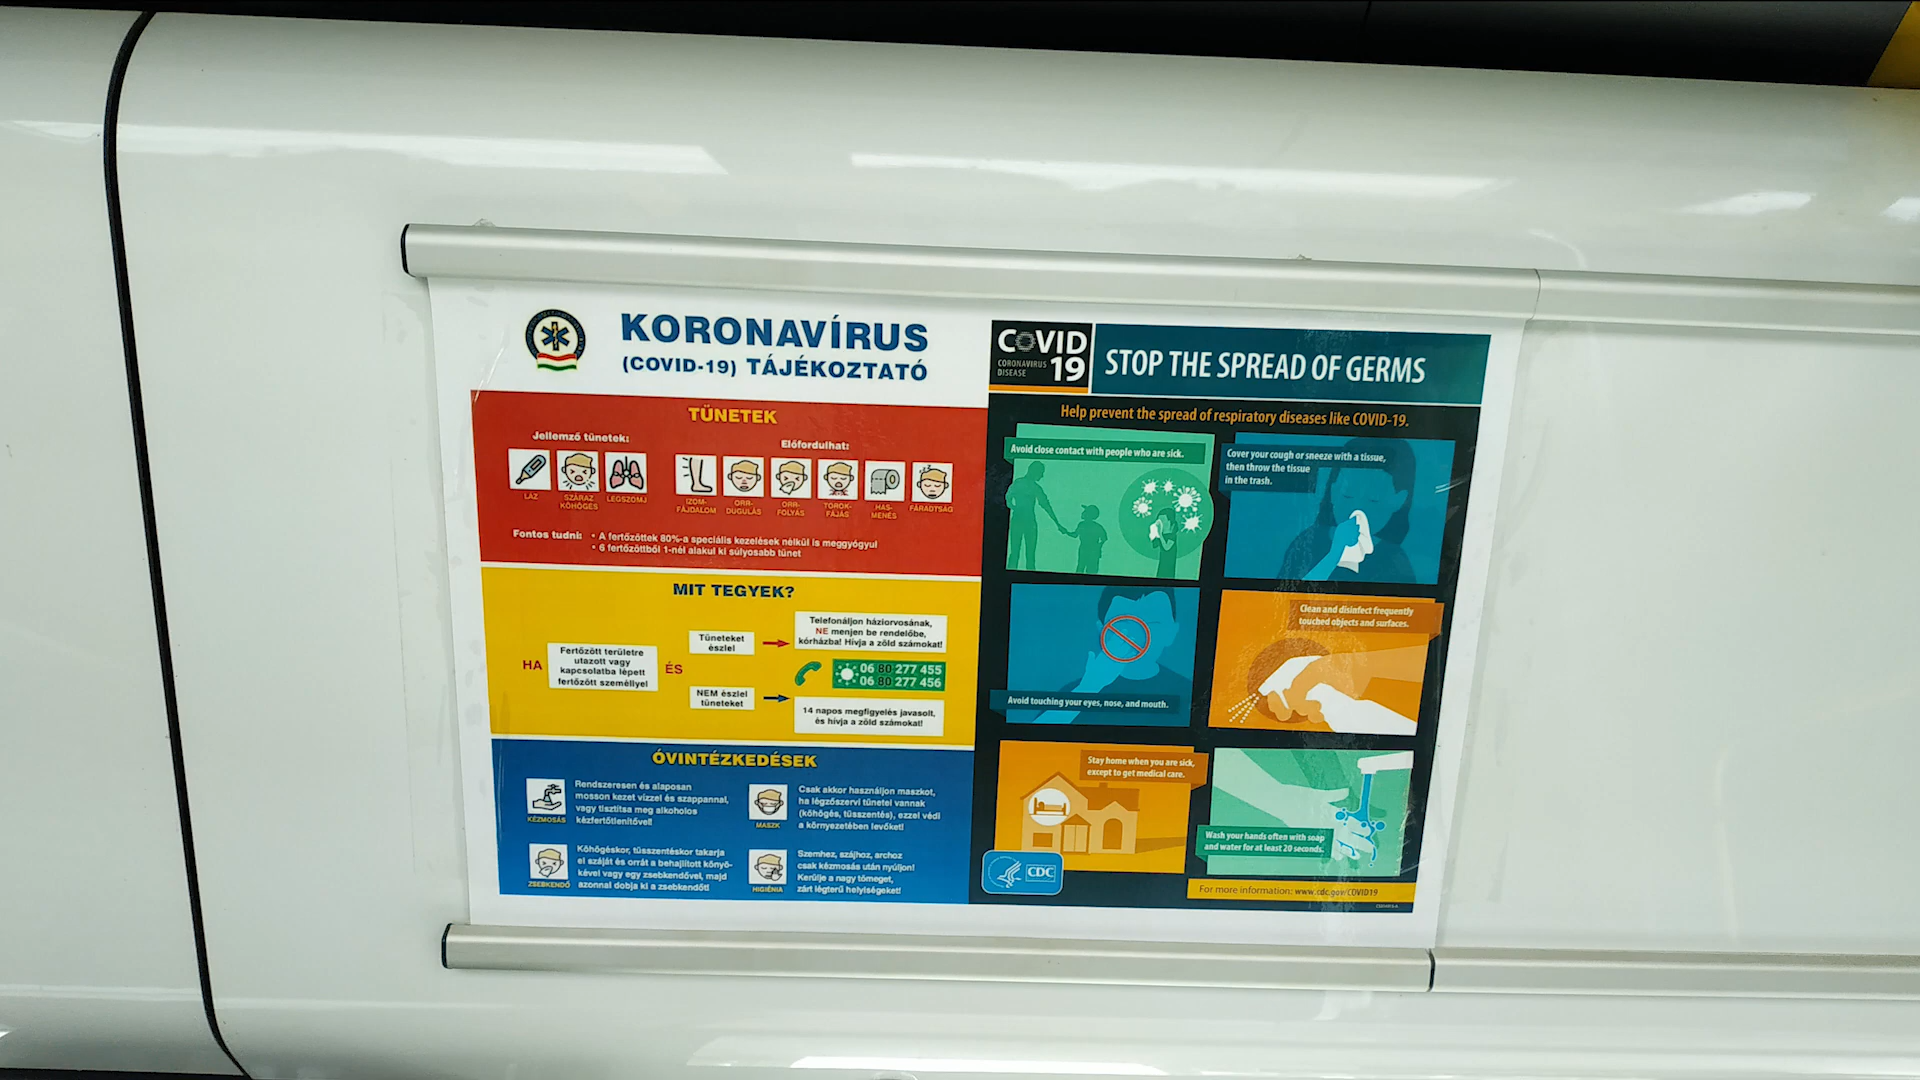 KORONAVÍRUS
(COVID-19) TÁJÉKOZTATÓ
TÜNETEK
Jellemző tünetek:
LÁZ
SZÁRAZ
KÖHÖGÉS
LÉGSZOMJ
Előfordulhat:
IZOM-
FÁJDALOM
ORR-
DUGULÁS
ORR-
FOLYÁS
TOROK-
FÁJÁS
HAS-
MENÉS
FÁRADTSÁG
Fontos tudni:
• A fertőzöttek 80%-a speciális kezelések nélkül is meggyógyul
• 6 fertőzöttből 1-nél alakul ki súlyosabb tünet
MIT TEGYEK?
HA
Fertőzött területre
utazott vagy
kapcsolatba lépett
fertőzött személlyel
ÉS
Tüneteket
észlel
Telefonáljon háziorvosának,
NE menjen be rendelőbe,
kórházba! Hívja a zöld számokat!
06 80 277 455
06 80 277 456
NEM észlel
tüneteket
14 napos megfigyelés javasolt,
és hívja a zöld számokat!
ÓVINTÉZKEDÉSEK
KÉZMOSÁS
Rendszeresen és alaposan
mosson kezet vízzel és szappannal,
vagy tisztítsa meg alkoholos
kézfertőtlenítővel!
MASZK
Csak akkor használjon maszkot,
ha légzőszervi tünetei vannak
(köhögés, tüsszentés), ezzel védi
a környezetében levőket!
ZSEBKENDŐ
Köhögéskor, tüsszentéskor takarja
el száját és orrát a behajlított könyö-
kével vagy egy zsebkendővel, majd
azonnal dobja ki a zsebkendőt!
HIGIÉNIA
Szemhez, szájhoz, archoz
csak kézmosás után nyúljon!
Kerülje a nagy tömeget,
zárt légterű helyiségeket!
COVID
CORONAVIRUS
DISEASE
19
STOP THE SPREAD OF GERMS
Help prevent the spread of respiratory diseases like COVID-19.
Avoid close contact with people who are sick.
Cover your cough or sneeze with a tissue,
then throw the tissue
in the trash.
Avoid touching your eyes, nose, and mouth.
Clean and disinfect frequently
touched objects and surfaces.
Stay home when you are sick,
except to get medical care.
Wash your hands often with soap
and water for at least 20 seconds.
CDC
For more information: www.cdc.gov/COVID19